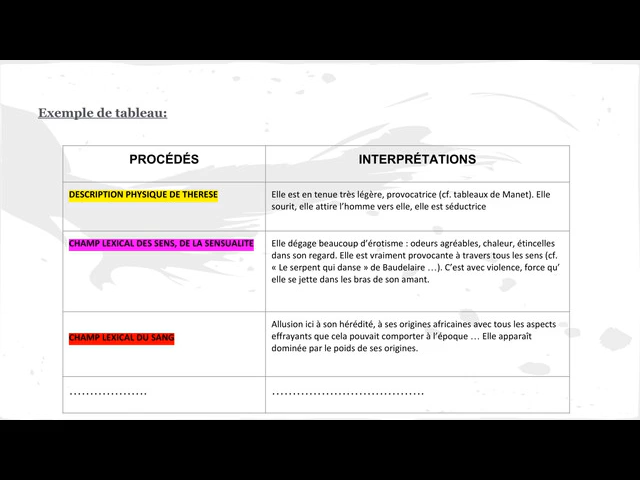 Exemple de tableau:
PROCÉDÉS
INTERPRÉTATIONS
DESCRIPTION PHYSIQUE DE THERESE
Elle est en tenue très légère, provocatrice (cf. tableaux de Manet). Elle
sourit, elle attire l’homme vers elle, elle est séductrice
CHAMP LEXICAL DES SENS, DE LA SENSUALITE
Elle dégage beaucoup d’érotisme : odeurs agréables, chaleur, étincelles
dans son regard. Elle est vraiment provocante à travers tous les sens (cf.
« Le serpent qui danse » de Baudelaire …). C’est avec violence, force qu’
elle se jette dans les bras de son amant.
CHAMP LEXICAL DU SANG
Allusion ici à son hérédité, à ses origines africaines avec tous les aspects
effrayants que cela pouvait comporter à l’époque … Elle apparaît
dominée par le poids de ses origines.
………………. 
……………………………….